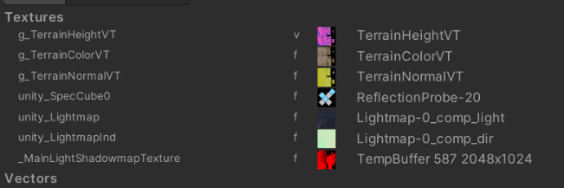 Textures
g_TerrainHeightVT v TerrainHeightVT
g_TerrainColorVT f TerrainColorVT
g_TerrainNormalVT f TerrainNormalVT
unity_SpecCube0 f ReflectionProbe-20
unity_Lightmap f Lightmap-0_comp_light
unity_LightmapInd f Lightmap-0_comp_dir
_MainLightShadowmapTexture f TempBuffer 587 2048x1024
Vectors